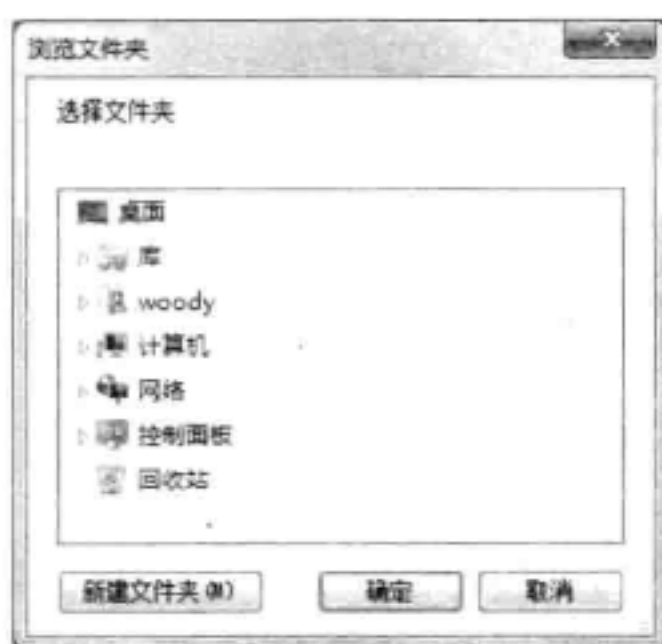 浏览文件夹
选择文件夹
桌面
库
woody
计算机
网络
控制面板
回收站
新建文件夹(N) 确定 取消